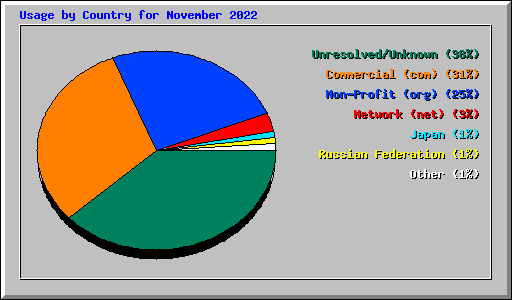 Usage by Country for November 2022
Unresolved/Unknown (38%)
Commercial (com) (31%)
Non-Profit (org) (25%)
Network (net) (3%)
Japan (1%)
Russian Federation (1%)
Other (1%)